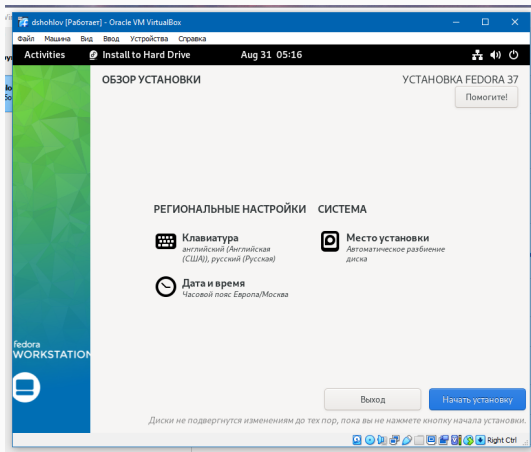 dshohlov [Работает] - Oracle VM VirtualBox
Файл Машина Вид Ввод Устройства Справка
Activities Install to Hard Drive Aug 31 05:16
ОБЗОР УСТАНОВКИ
УСТАНОВКА FEDORA 37
Помогите!
РЕГИОНАЛЬНЫЕ НАСТРОЙКИ
Клавиатура
английский (Английская
(США)), русский (Русская)
Дата и время
Часовой пояс Европа/Москва
СИСТЕМА
Место установки
Автоматическое разбиение
диска
fedora
WORKSTATION
Выход
Начать установку
Диски не подвергнутся изменениям до тех пор, пока вы не нажмете кнопку начала установки.
Right Ctrl